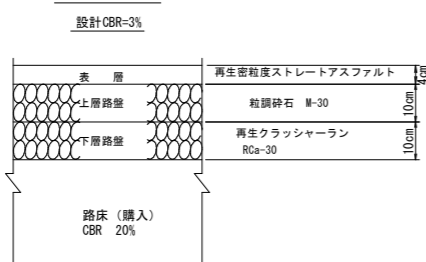 設計CBR=3%
表 層
再生密粒度ストレートアスファルト
4cm
上層路盤
粒調砕石 M-30
10cm
下層路盤
再生クラッシャーラン
RCa-30
10cm
路床（購入）
CBR 20%